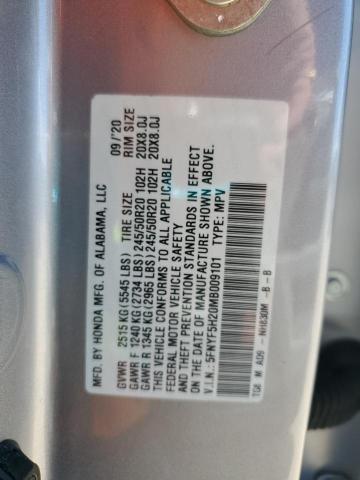 MFD. BY HONDA MFG. OF ALABAMA, LLC 09/'20
GVWR 2515 KG(5545 LBS) TIRE SIZE RIM SIZE
GAWR F 1240 KG(2734 LBS) 245/50R20 102H 20X8.0J
GAWR R 1345 KG(2965 LBS) 245/50R20 102H 20X8.0J
THIS VEHICLE CONFORMS TO ALL APPLICABLE
FEDERAL MOTOR VEHICLE SAFETY
AND THEFT PREVENTION STANDARDS IN EFFECT
ON THE DATE OF MANUFACTURE SHOWN ABOVE.
V.I.N.: 5FNYF5H20MB009101 TYPE: MPV
TG8 M A09 - NH830M -B -B